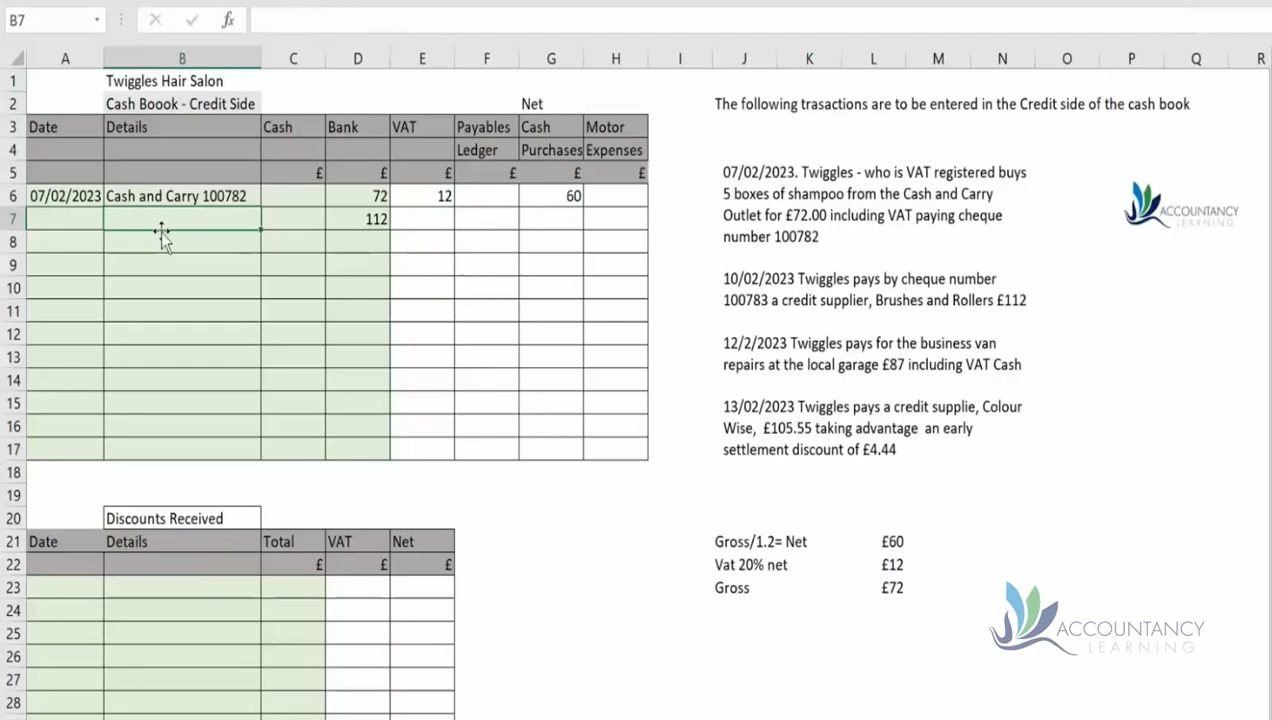 B7 fx
A B C D E F G H I J K L M N O P Q R
1 Twiggles Hair Salon
2 Cash Boook - Credit Side Net The following trasactions are to be entered in the Credit side of the cash book
3 Date Details Cash Bank VAT Payables Cash Motor
4 Ledger Purchases Expenses
5 £ £ £ £ £ £
6 07/02/2023 Cash and Carry 100782 72 12 60
7 112
8
9
10
11
12
13
14
15
16
17
18
19
20 Discounts Received
21 Date Details Total VAT Net
22 £ £ £
23
24
25
26
27
28
07/02/2023. Twiggles - who is VAT registered buys
5 boxes of shampoo from the Cash and Carry
Outlet for £72.00 including VAT paying cheque
number 100782
10/02/2023 Twiggles pays by cheque number
100783 a credit supplier, Brushes and Rollers £112
12/2/2023 Twiggles pays for the business van
repairs at the local garage £87 including VAT Cash
13/02/2023 Twiggles pays a credit supplie, Colour
Wise, £105.55 taking advantage an early
settlement discount of £4.44
ACCOUNTANCY
LEARNING
Gross/1.2= Net £60
Vat 20% net £12
Gross £72
ACCOUNTANCY
LEARNING